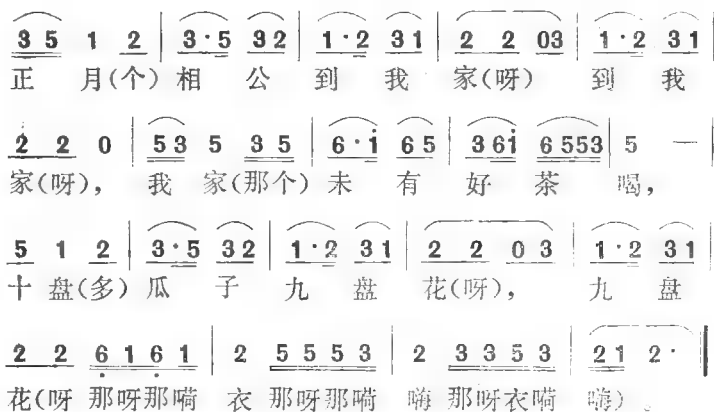 3 5 1 2 | 3·5 3 2 | 1·2 3 1 | 2 2 03 | 1·2 3 1 |
正 月(个) 相 公 到 我 家(呀) 到 我
2 2 0 | 5 3 5 3 5 | 6·i 6 5 | 3 6 i 6 5 5 3 | 5 — |
家(呀), 我 家(那个) 未 有 好 茶 喝,
5 1 2 | 3·5 3 2 | 1·2 3 1 | 2 2 0 3 | 1·2 3 1 |
十 盘(多) 瓜 子 九 盘 花(呀), 九 盘
2 2 6 1 6 1 | 2 5 5 5 3 | 2 3 3 5 3 | 2 1 2· ‖
花(呀 那呀那嗬 衣 那呀那嗬 嗨 那呀衣嗬 嗨)。